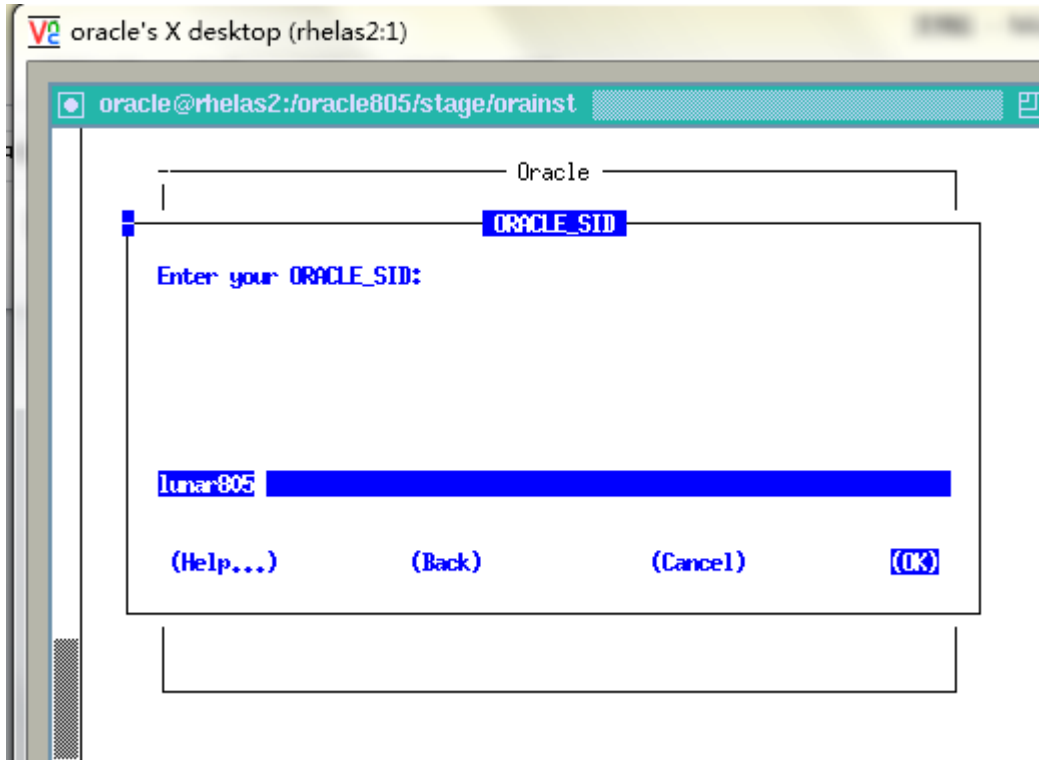 oracle's X desktop (rhelas2:1)
oracle@rhelas2:/oracle805/stage/orainst
Oracle
ORACLE_SID
Enter your ORACLE_SID:
lunar805
(Help...) (Back) (Cancel) (OK)